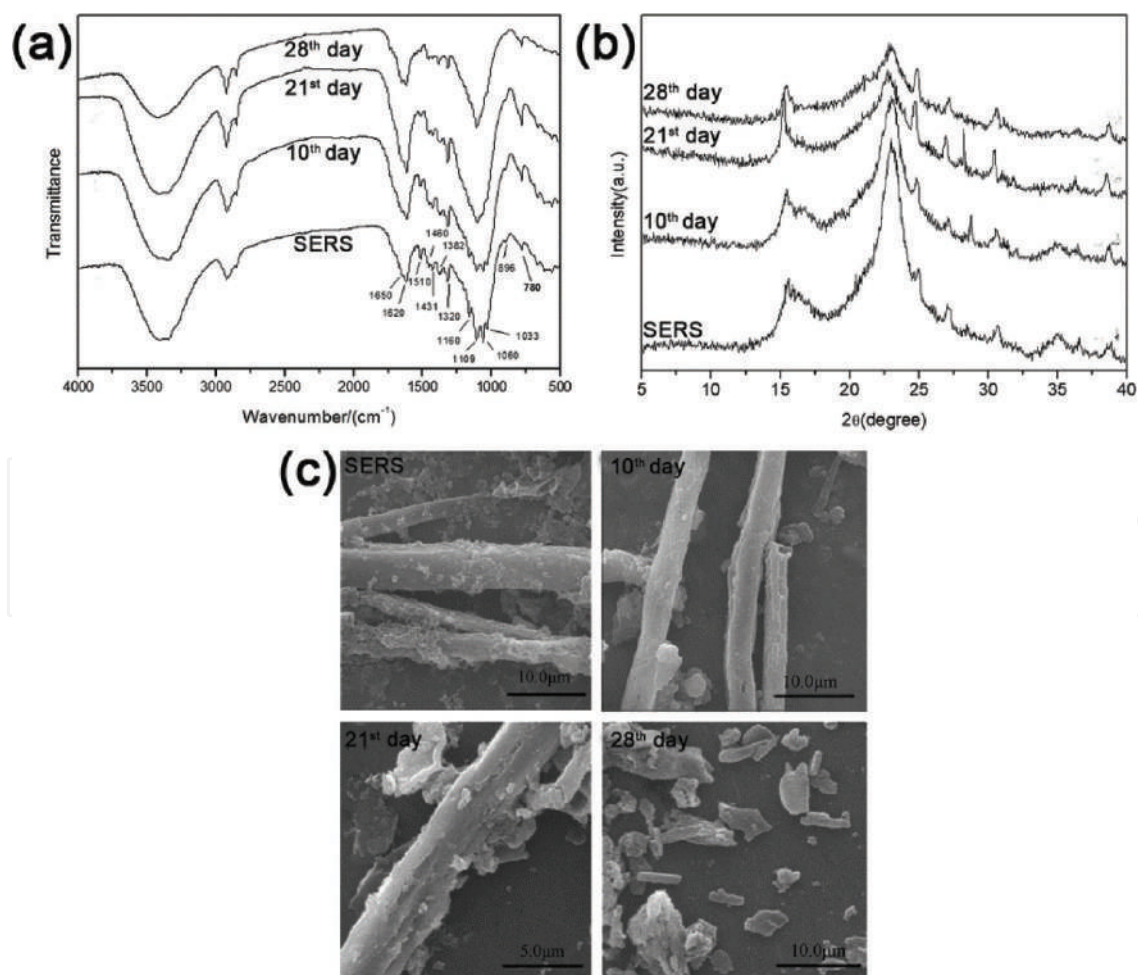 (a)
28th day
21st day
10th day
SERS
1460
1382
896
780
1650
1510
1620
1431
1320
1160
1033
1109
1060
Transmittance
4000 3500 3000 2500 2000 1500 1000 500
Wavenumber/(cm⁻¹)
(b)
28th day
21st day
10th day
SERS
Intensity(a.u.)
5 10 15 20 25 30 35 40
2θ(degree)
(c)
SERS
10.0μm
10th day
10.0μm
21st day
5.0μm
28th day
10.0μm